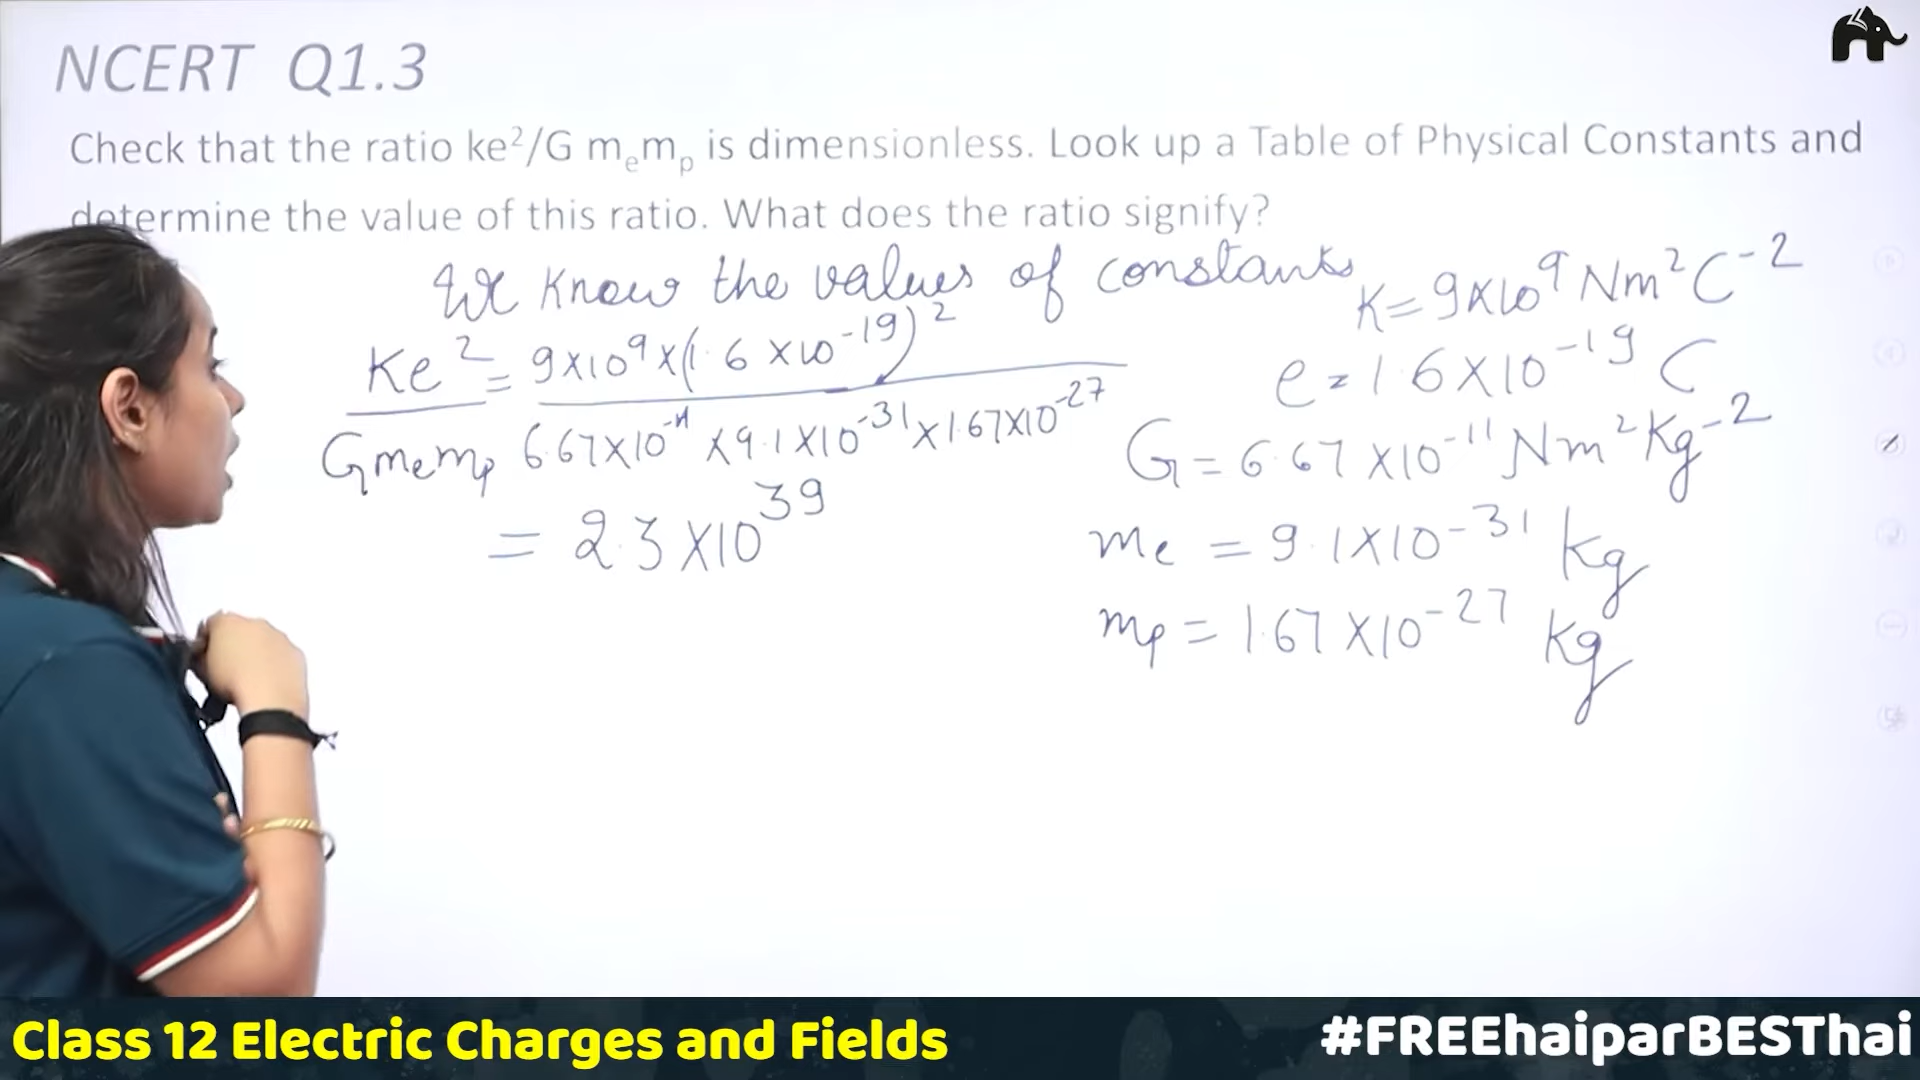 NCERT Q1.3
Check that the ratio ke²/G mₑmₚ is dimensionless. Look up a Table of Physical Constants and
determine the value of this ratio. What does the ratio signify?
We know the values of constants
K = 9×10⁹ Nm²C⁻²
Ke² = 9×10⁹×(1.6 ×10⁻¹⁹)²
e = 1.6×10⁻¹⁹ C
Gmemp 6.67×10⁻¹¹ ×9.1×10⁻³¹×1.67×10⁻²⁷
G = 6.67 ×10⁻¹¹ Nm²Kg⁻²
= 2.3×10³⁹
me = 9.1×10⁻³¹ kg
mp = 1.67 ×10⁻²⁷ kg
Class 12 Electric Charges and Fields
#FREEhaiparBESThai